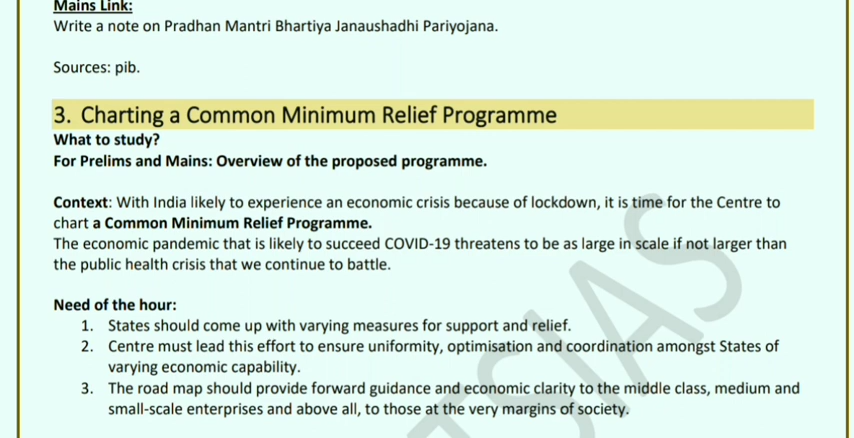 Mains Link:
Write a note on Pradhan Mantri Bhartiya Janaushadhi Pariyojana.
Sources: pib.
3. Charting a Common Minimum Relief Programme
What to study?
For Prelims and Mains: Overview of the proposed programme.
Context: With India likely to experience an economic crisis because of lockdown, it is time for the Centre to
chart a Common Minimum Relief Programme.
The economic pandemic that is likely to succeed COVID-19 threatens to be as large in scale if not larger than
the public health crisis that we continue to battle.
Need of the hour:
1. States should come up with varying measures for support and relief.
2. Centre must lead this effort to ensure uniformity, optimisation and coordination amongst States of
varying economic capability.
3. The road map should provide forward guidance and economic clarity to the middle class, medium and
small-scale enterprises and above all, to those at the very margins of society.
TSIAS